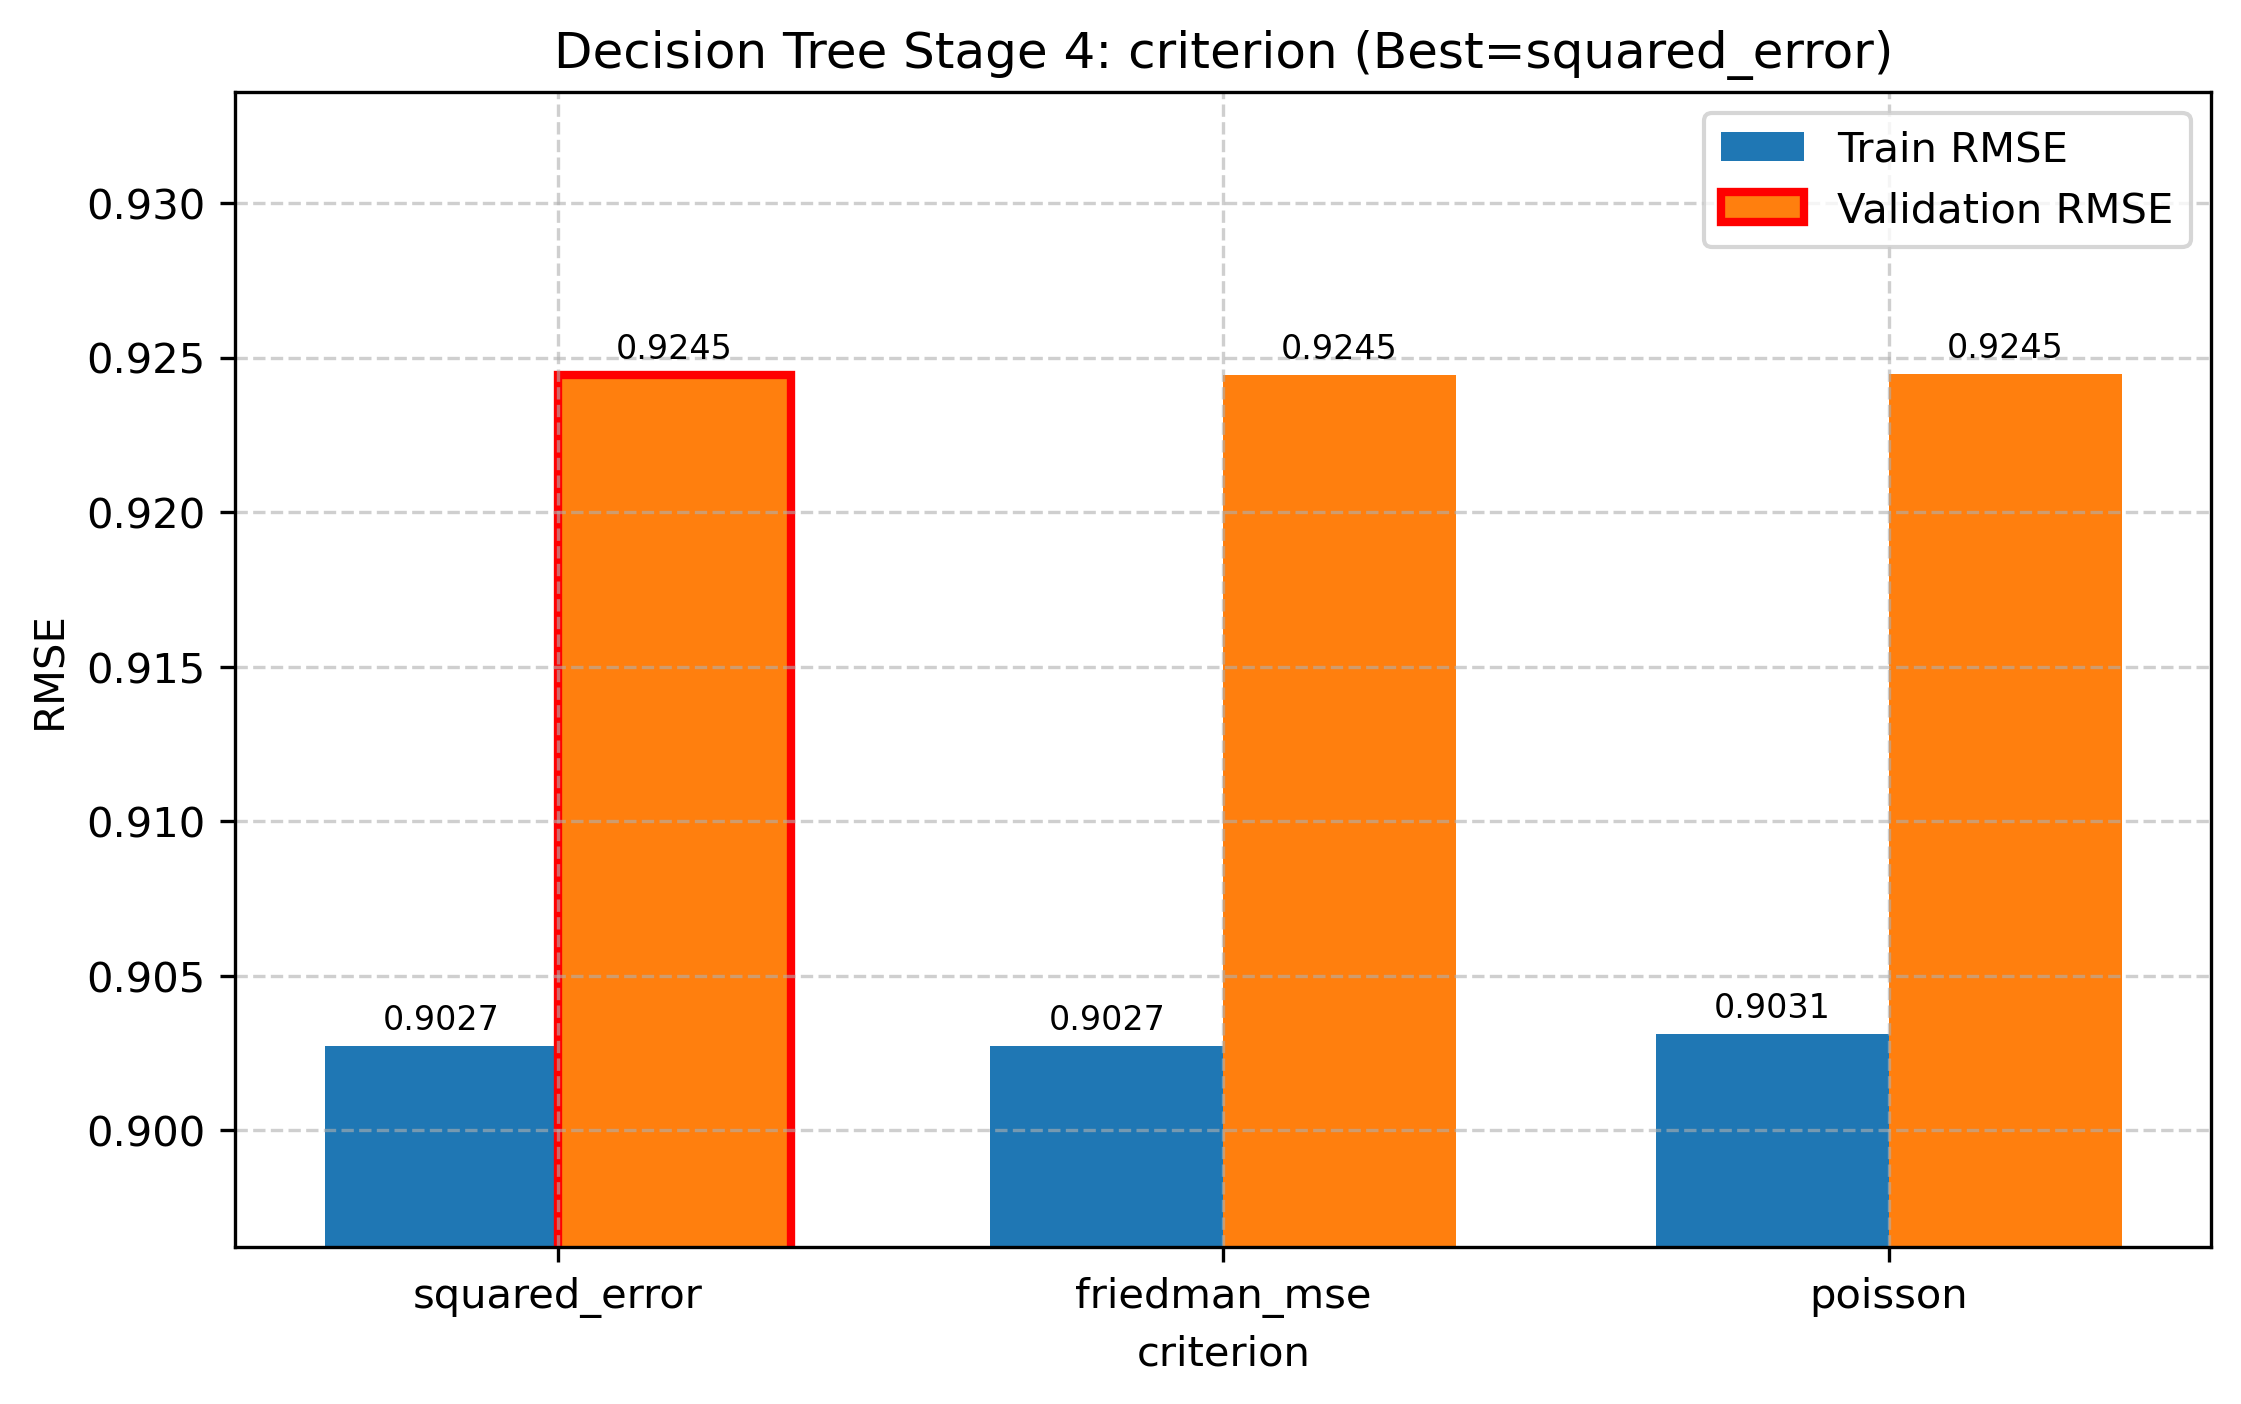 Decision Tree Stage 4: criterion (Best=squared_error)
Train RMSE
Validation RMSE
0.930
0.925
0.920
0.915
0.910
0.905
0.900
RMSE
0.9245
0.9245
0.9245
0.9027
0.9027
0.9031
squared_error
friedman_mse
poisson
criterion